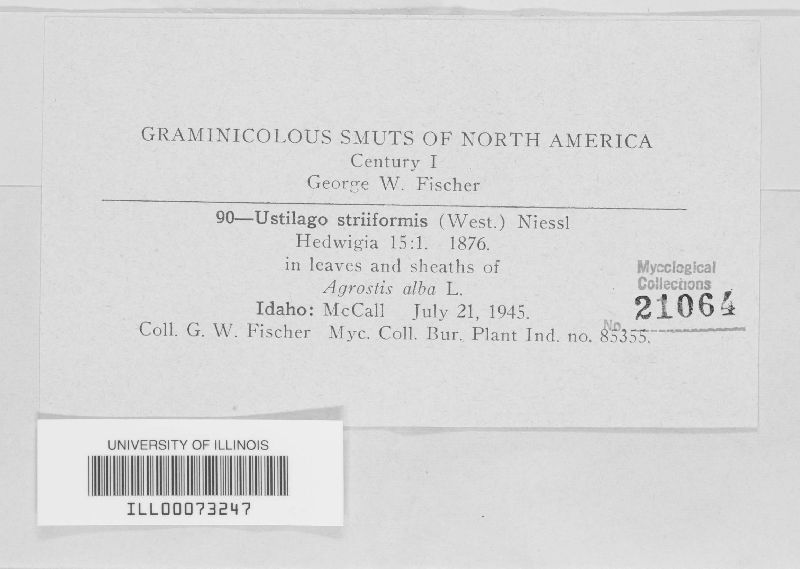 GRAMINICOLOUS SMUTS OF NORTH AMERICA
Century I
George W. Fischer
90—Ustilago striiformis (West.) Niessl
Hedwigia 15:1. 1876.
in leaves and sheaths of
Agrostis alba L.
Idaho: McCall July 21, 1945.
Coll. G. W. Fischer Myc. Coll. Bur. Plant Ind. no. 85355.
Mycological
Collections
21064
No.
UNIVERSITY OF ILLINOIS
ILL00073247